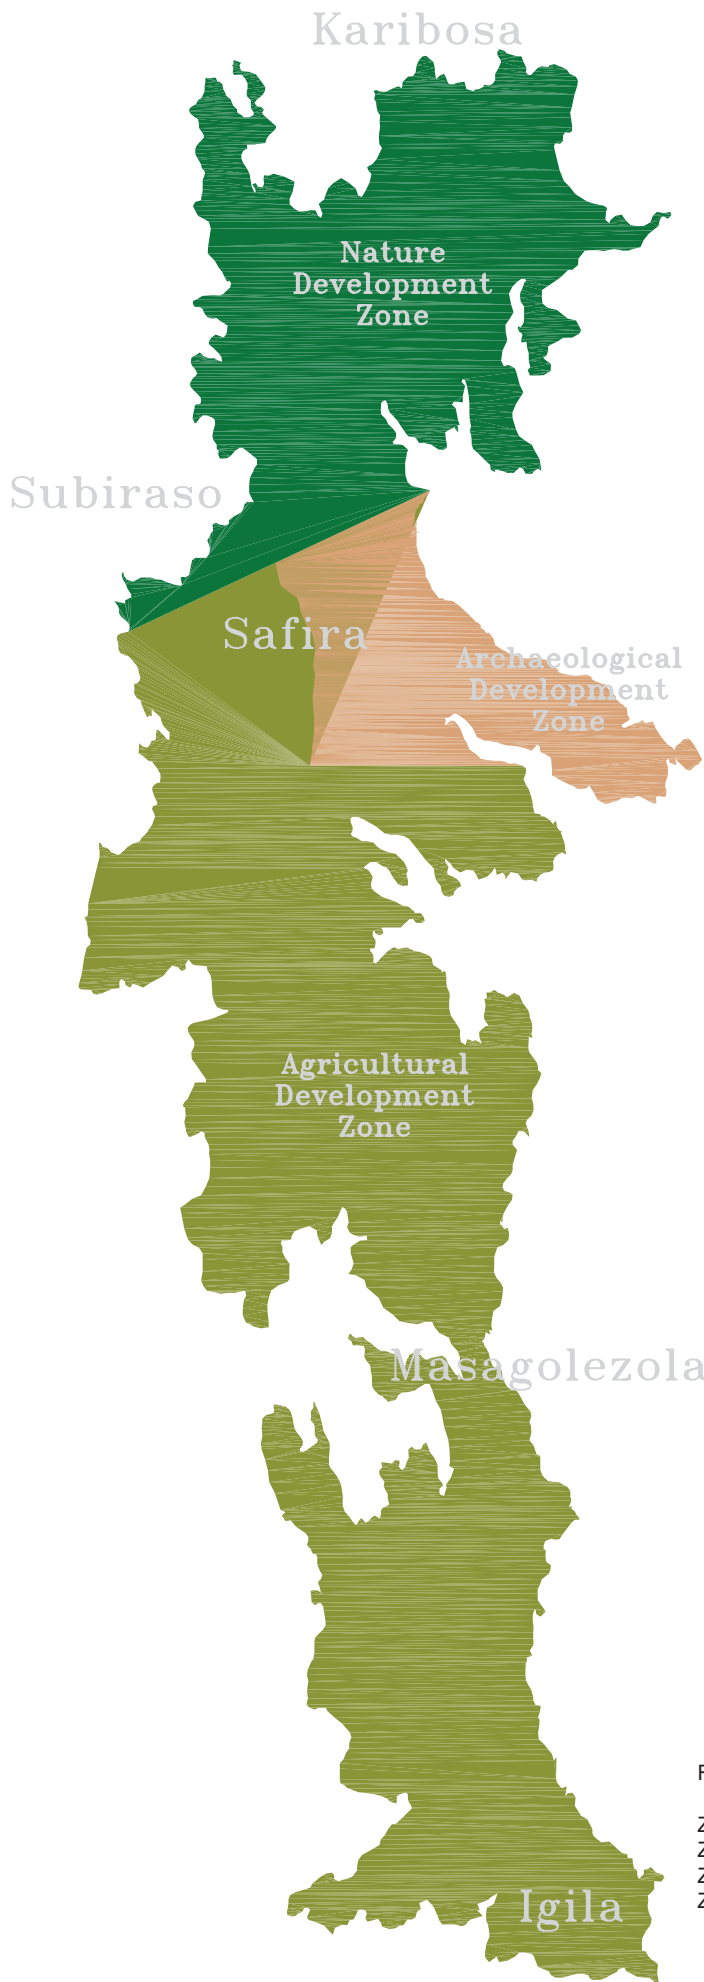 Karibosa
Nature
Development
Zone
Subiraso
Safira
Archaeological
Development
Zone
Agricultural
Development
Zone
Masagolezola
F
Z
Z
Z
Z
Igila